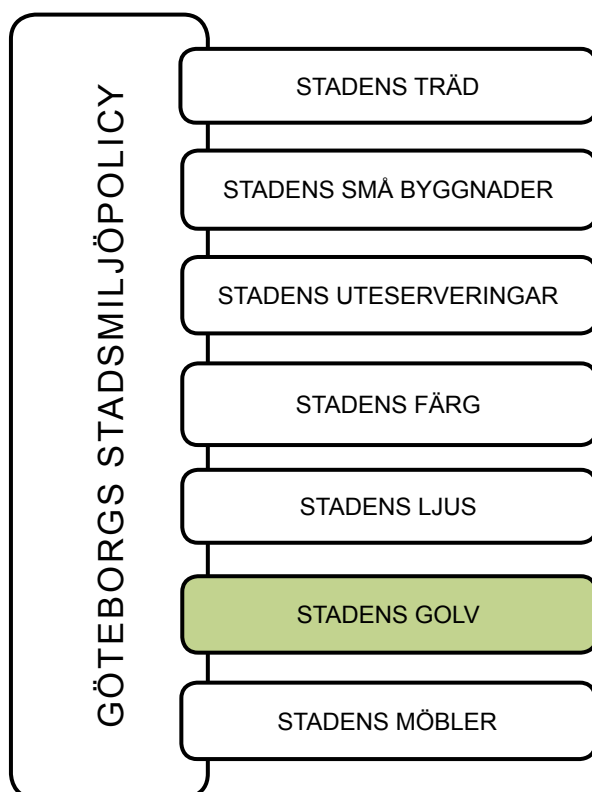 GÖTEBORGS STADSMILJÖPOLICY
STADENS TRÄD
STADENS SMÅ BYGGNADER
STADENS UTESERVERINGAR
STADENS FÄRG
STADENS LJUS
STADENS GOLV
STADENS MÖBLER